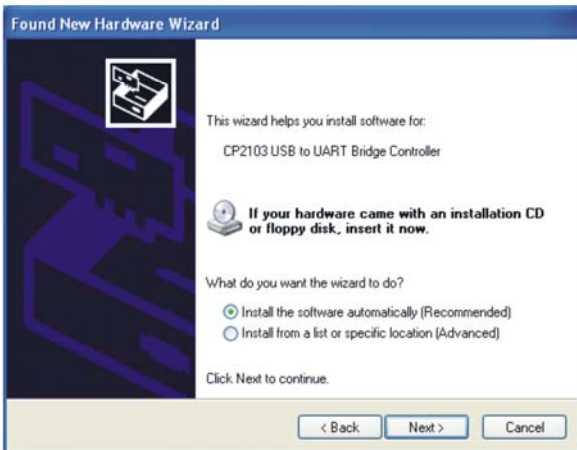 Found New Hardware Wizard
This wizard helps you install software for:
CP2103 USB to UART Bridge Controller
If your hardware came with an installation CD
or floppy disk, insert it now.
What do you want the wizard to do?
Install the software automatically (Recommended)
Install from a list or specific location (Advanced)
Click Next to continue.
< Back
Next >
Cancel